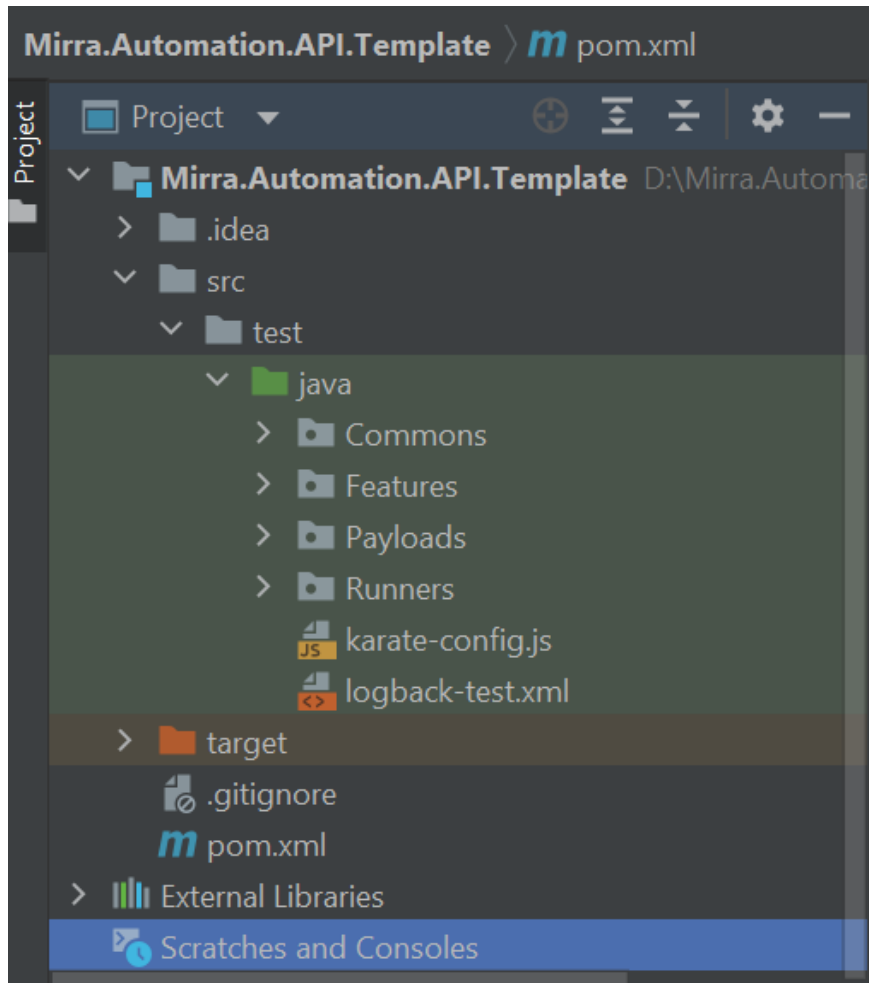 Mirra.Automation.API.Template 〉 m pom.xml
Project
Project
Mirra.Automation.API.Template D:\Mirra.Automa
.idea
src
test
java
Commons
Features
Payloads
Runners
JS karate-config.js
<> logback-test.xml
target
.gitignore
m pom.xml
External Libraries
Scratches and Consoles